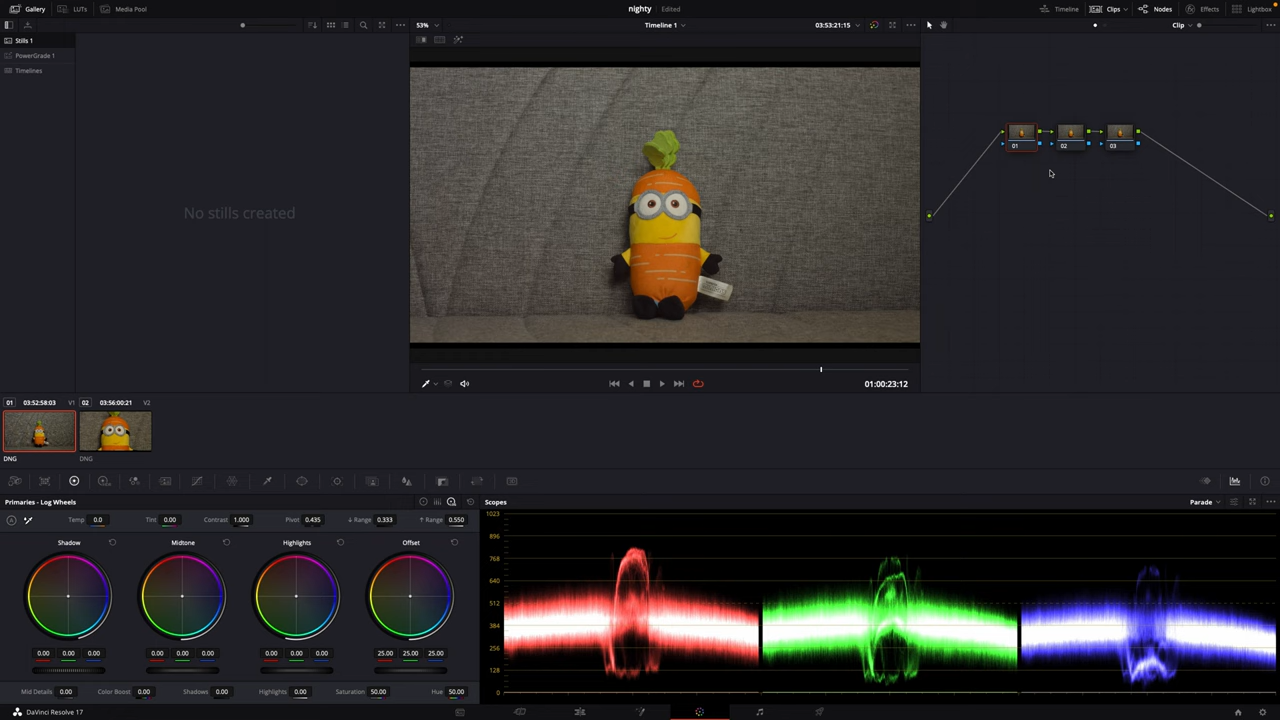 Gallery
LUTs
Media Pool
nighty
Edited
Timeline
Clips
Nodes
Effects
Lightbox
53%
Timeline 1
03:53:21:15
Clip
Stills 1
PowerGrade 1
Timelines
No stills created
01
02
03
01:00:23:12
01 03:52:58:03 V1
02 03:56:00:21 V2
DNG
DNG
Primaries - Log Wheels
Scopes
Parade
Temp 0.0
Tint 0.00
Contrast 1.000
Pivot 0.435
↓ Range 0.333
↑ Range 0.550
Shadow
Midtone
Highlights
Offset
0.00 0.00 0.00
0.00 0.00 0.00
0.00 0.00 0.00
25.00 25.00 25.00
Mid Details 0.00
Color Boost 0.00
Shadows 0.00
Highlights 0.00
Saturation 50.00
Hue 50.00
1023
896
768
640
512
384
256
128
0
DaVinci Resolve 17